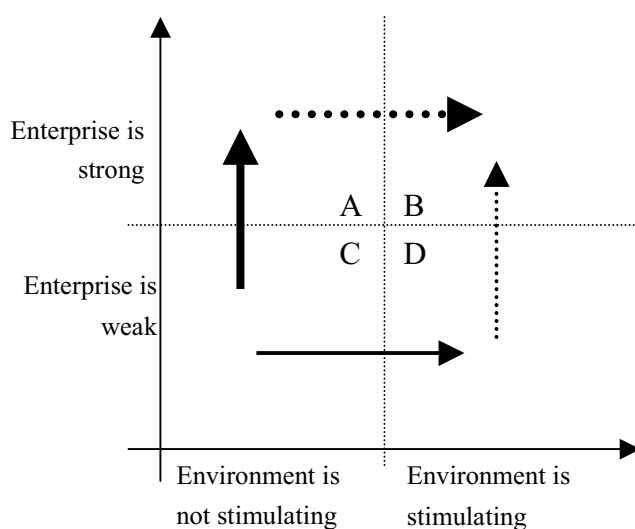 Enterprise is
strong
A B
C D
Enterprise is
weak
Environment is
not stimulating
Environment is
stimulating